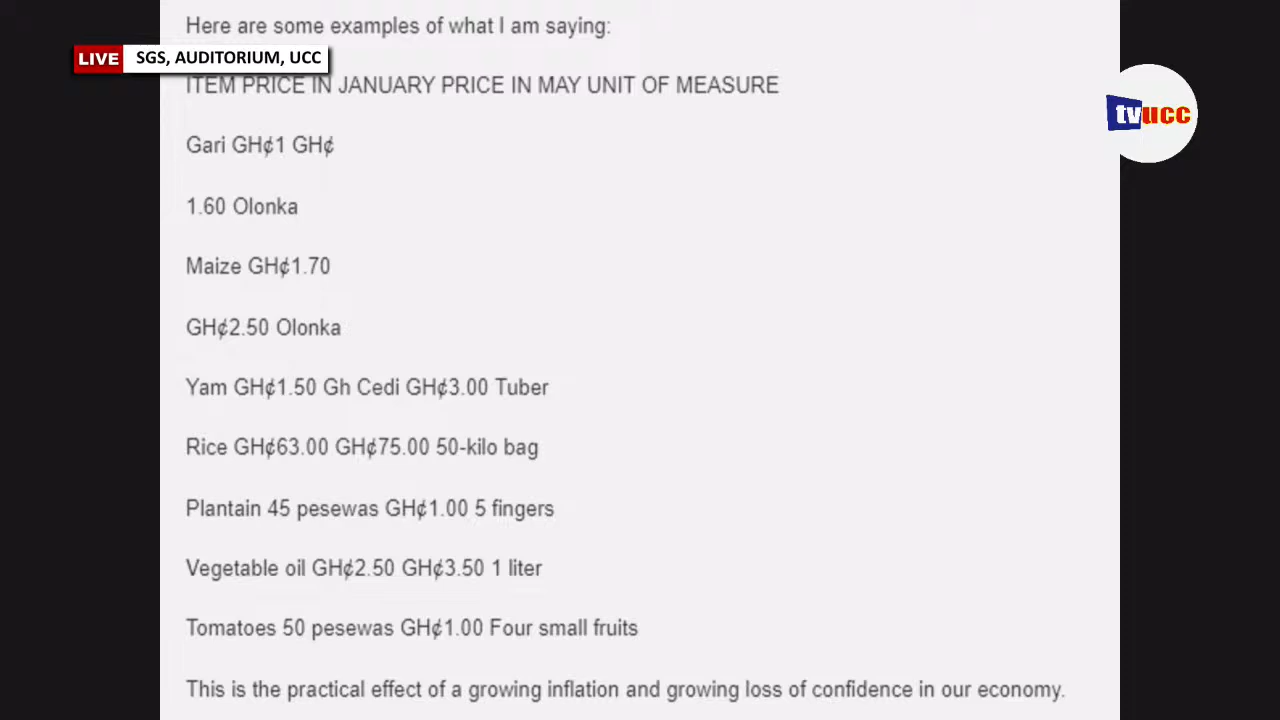 Here are some examples of what I am saying:
LIVE SGS, AUDITORIUM, UCC
ITEM PRICE IN JANUARY PRICE IN MAY UNIT OF MEASURE
tvucc
Gari GH¢1 GH¢
1.60 Olonka
Maize GH¢1.70
GH¢2.50 Olonka
Yam GH¢1.50 Gh Cedi GH¢3.00 Tuber
Rice GH¢63.00 GH¢75.00 50-kilo bag
Plantain 45 pesewas GH¢1.00 5 fingers
Vegetable oil GH¢2.50 GH¢3.50 1 liter
Tomatoes 50 pesewas GH¢1.00 Four small fruits
This is the practical effect of a growing inflation and growing loss of confidence in our economy.